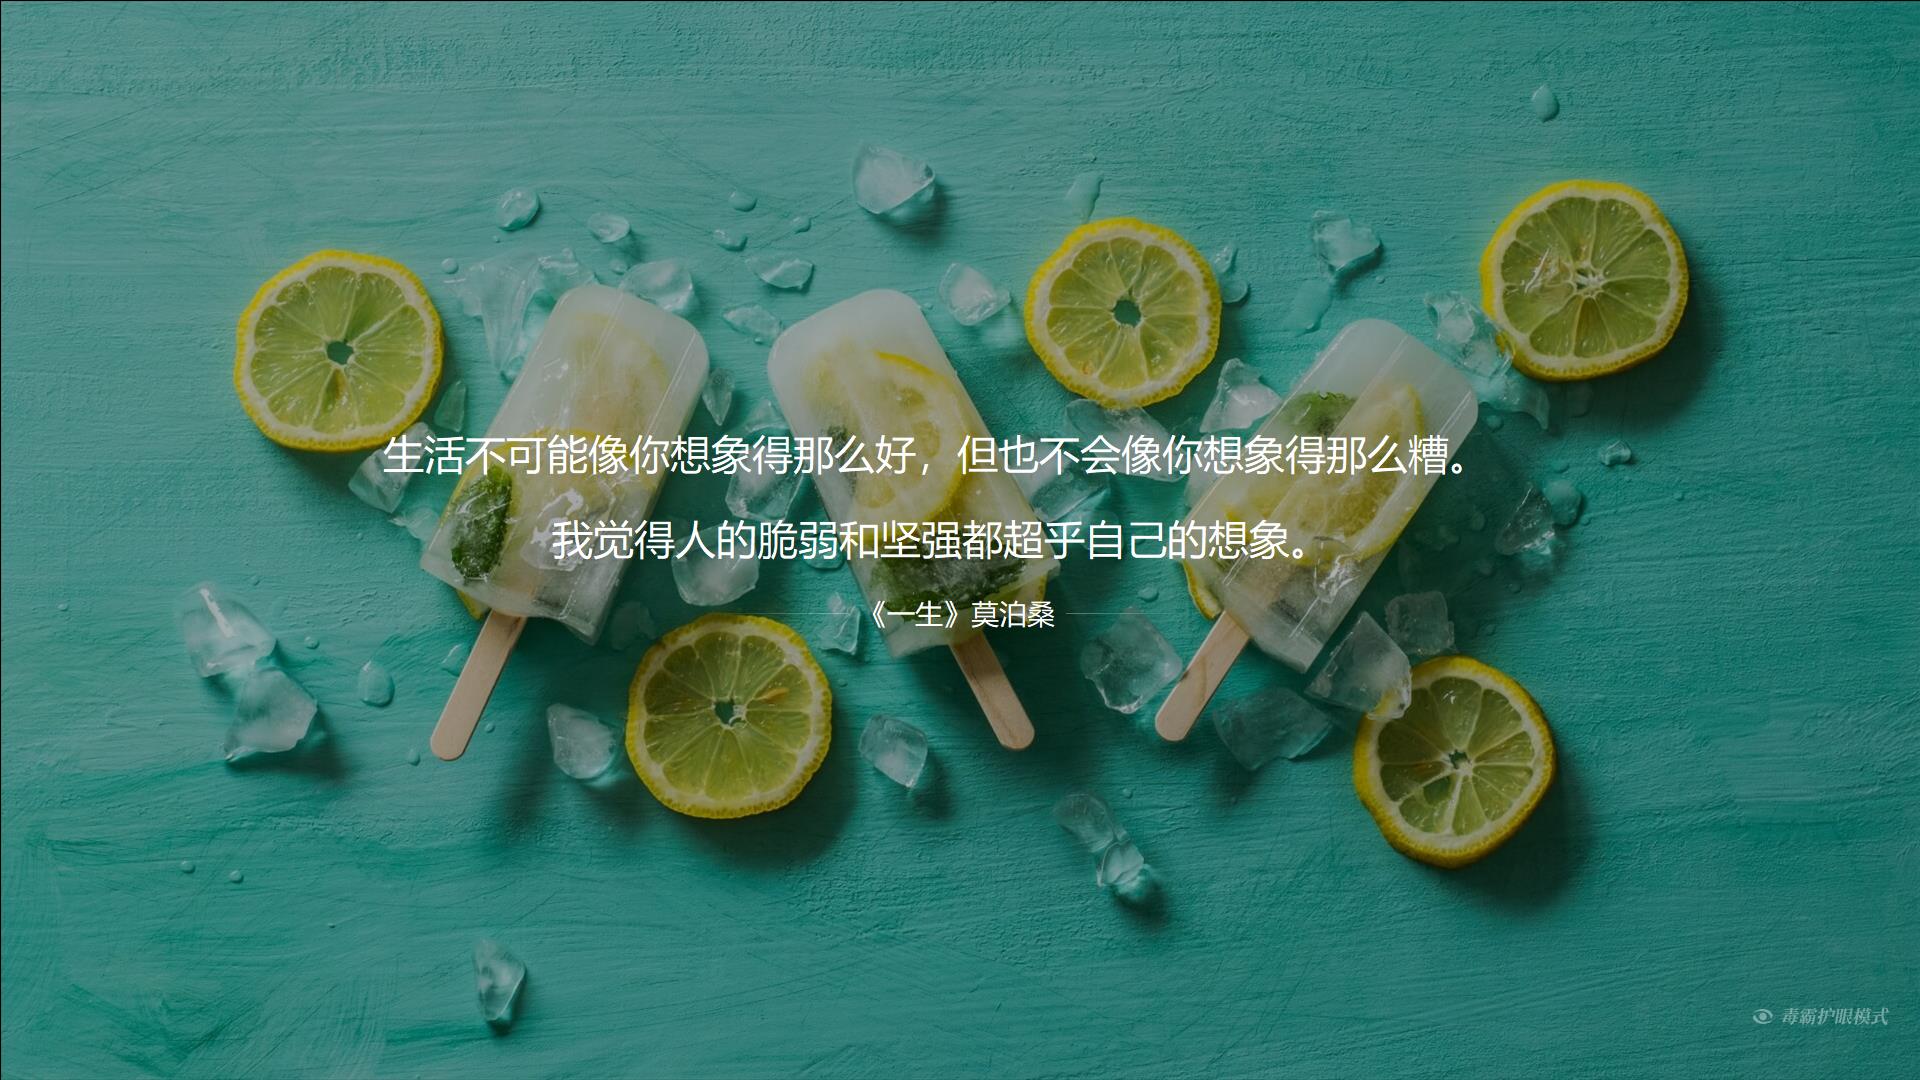 生活不可能像你想象得那么好，但也不会像你想象得那么糟。
我觉得人的脆弱和坚强都超乎自己的想象。
《一生》莫泊桑
毒霸护眼模式